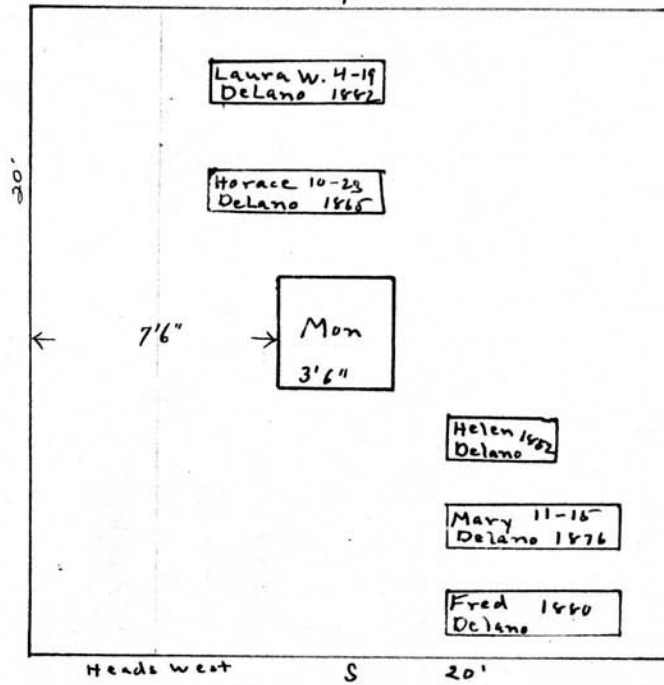 Laura W. 4-19
DeLano 1882
20'
Horace 10-23
DeLano 1865
7'6"
Mon
3'6"
Helen 1852
Delano
Mary 11-15
Delano 1876
Fred 1880
Delano
Heads West S 20'